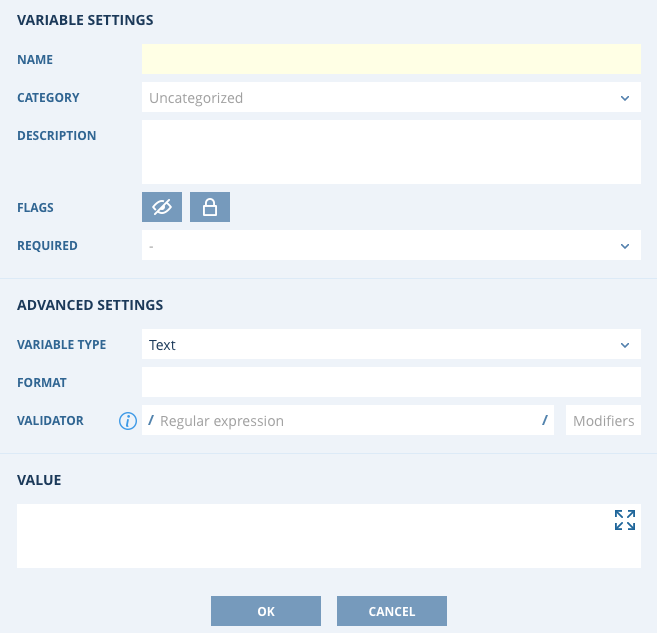 VARIABLE SETTINGS
NAME
CATEGORY Uncategorized
DESCRIPTION
FLAGS
REQUIRED -
ADVANCED SETTINGS
VARIABLE TYPE Text
FORMAT
VALIDATOR i / Regular expression / Modifiers
VALUE
OK CANCEL